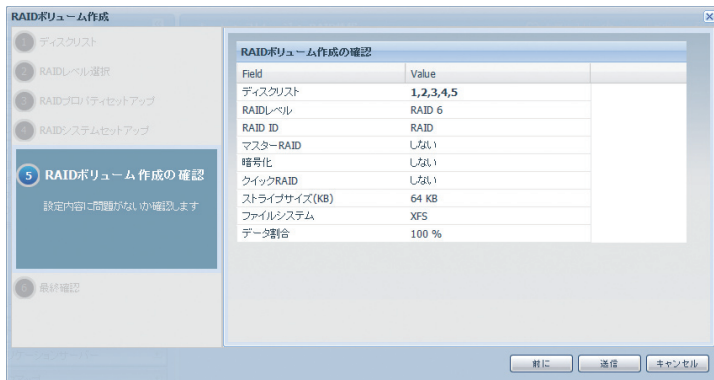 RAIDボリューム作成
1 ディスクリスト
2 RAIDレベル選択
3 RAIDプロパティセットアップ
4 RAIDシステムセットアップ
5 RAIDボリューム作成の確認
設定内容に問題がないか確認します
6 最終確認
RAIDボリューム作成の確認
Field Value
ディスクリスト 1,2,3,4,5
RAIDレベル RAID 6
RAID ID RAID
マスターRAID しない
暗号化 しない
クイックRAID しない
ストライプサイズ(KB) 64 KB
ファイルシステム XFS
データ割合 100 %
前に 送信 キャンセル